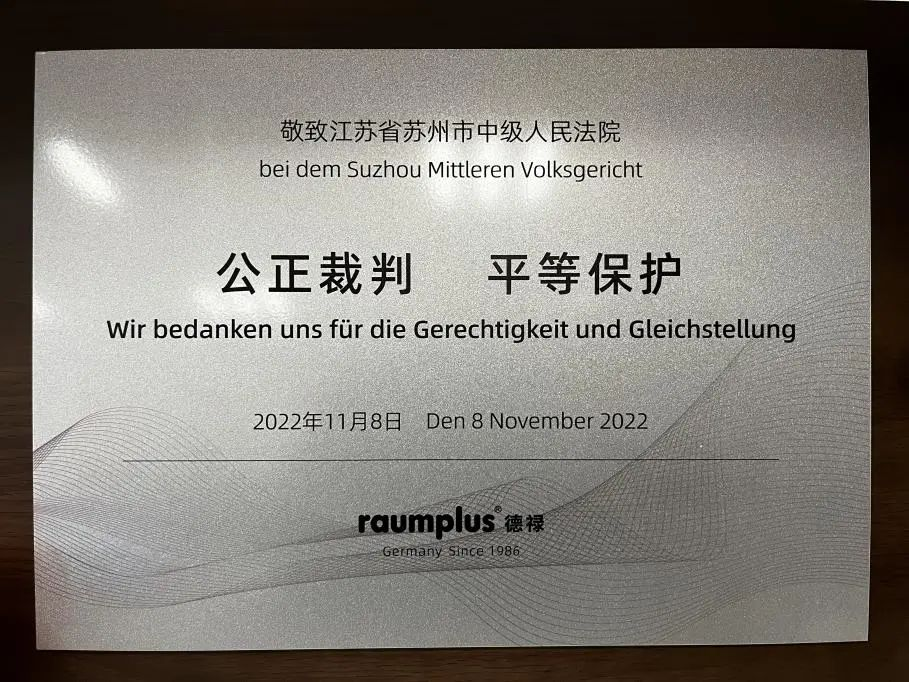 敬致江苏省苏州市中级人民法院
bei dem Suzhou Mittleren Volksgericht
公正裁判 平等保护
Wir bedanken uns für die Gerechtigkeit und Gleichstellung
2022年11月8日 Den 8 November 2022
raumplus® 德禄
Germany Since 1986